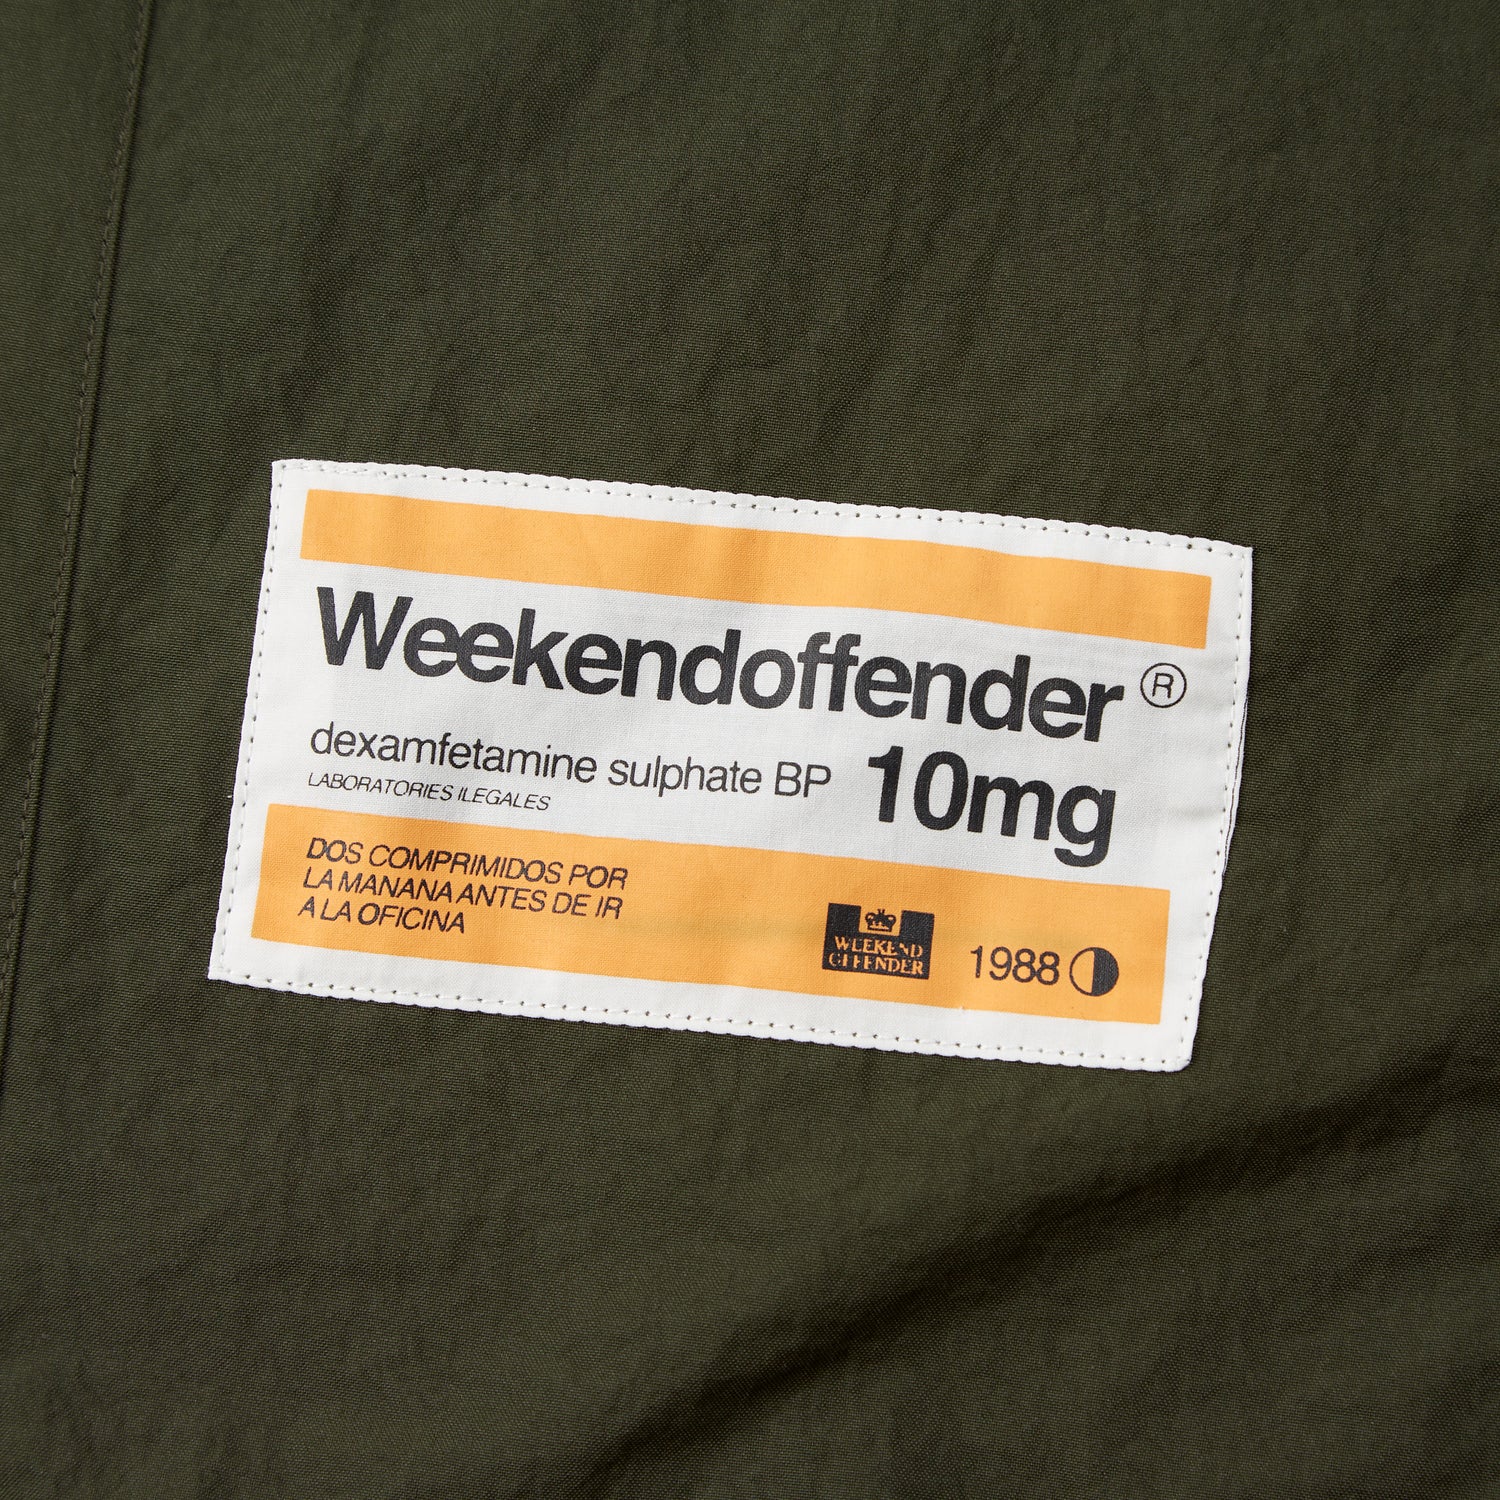 Weekendoffender ®
dexamfetamine sulphate BP 10mg
LABORATORIES ILEGALES
DOS COMPRIMIDOS POR
LA MANANA ANTES DE IR
A LA OFICINA
WEEKEND
OFFENDER
1988